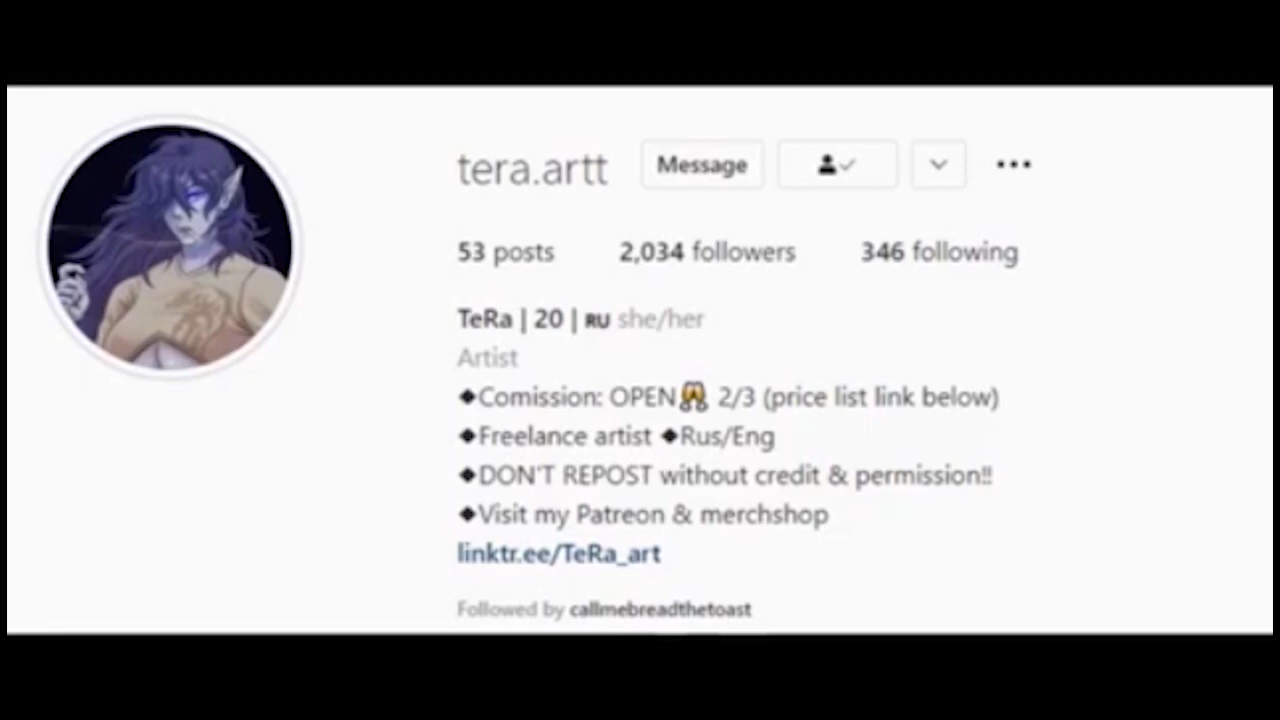 tera.artt Message
53 posts 2,034 followers 346 following
TeRa | 20 | RU she/her
Artist
◆Comission: OPEN🥂 2/3 (price list link below)
◆Freelance artist ◆Rus/Eng
◆DON'T REPOST without credit & permission!!
◆Visit my Patreon & merchshop
linktr.ee/TeRa_art
Followed by callmebreadthetoast